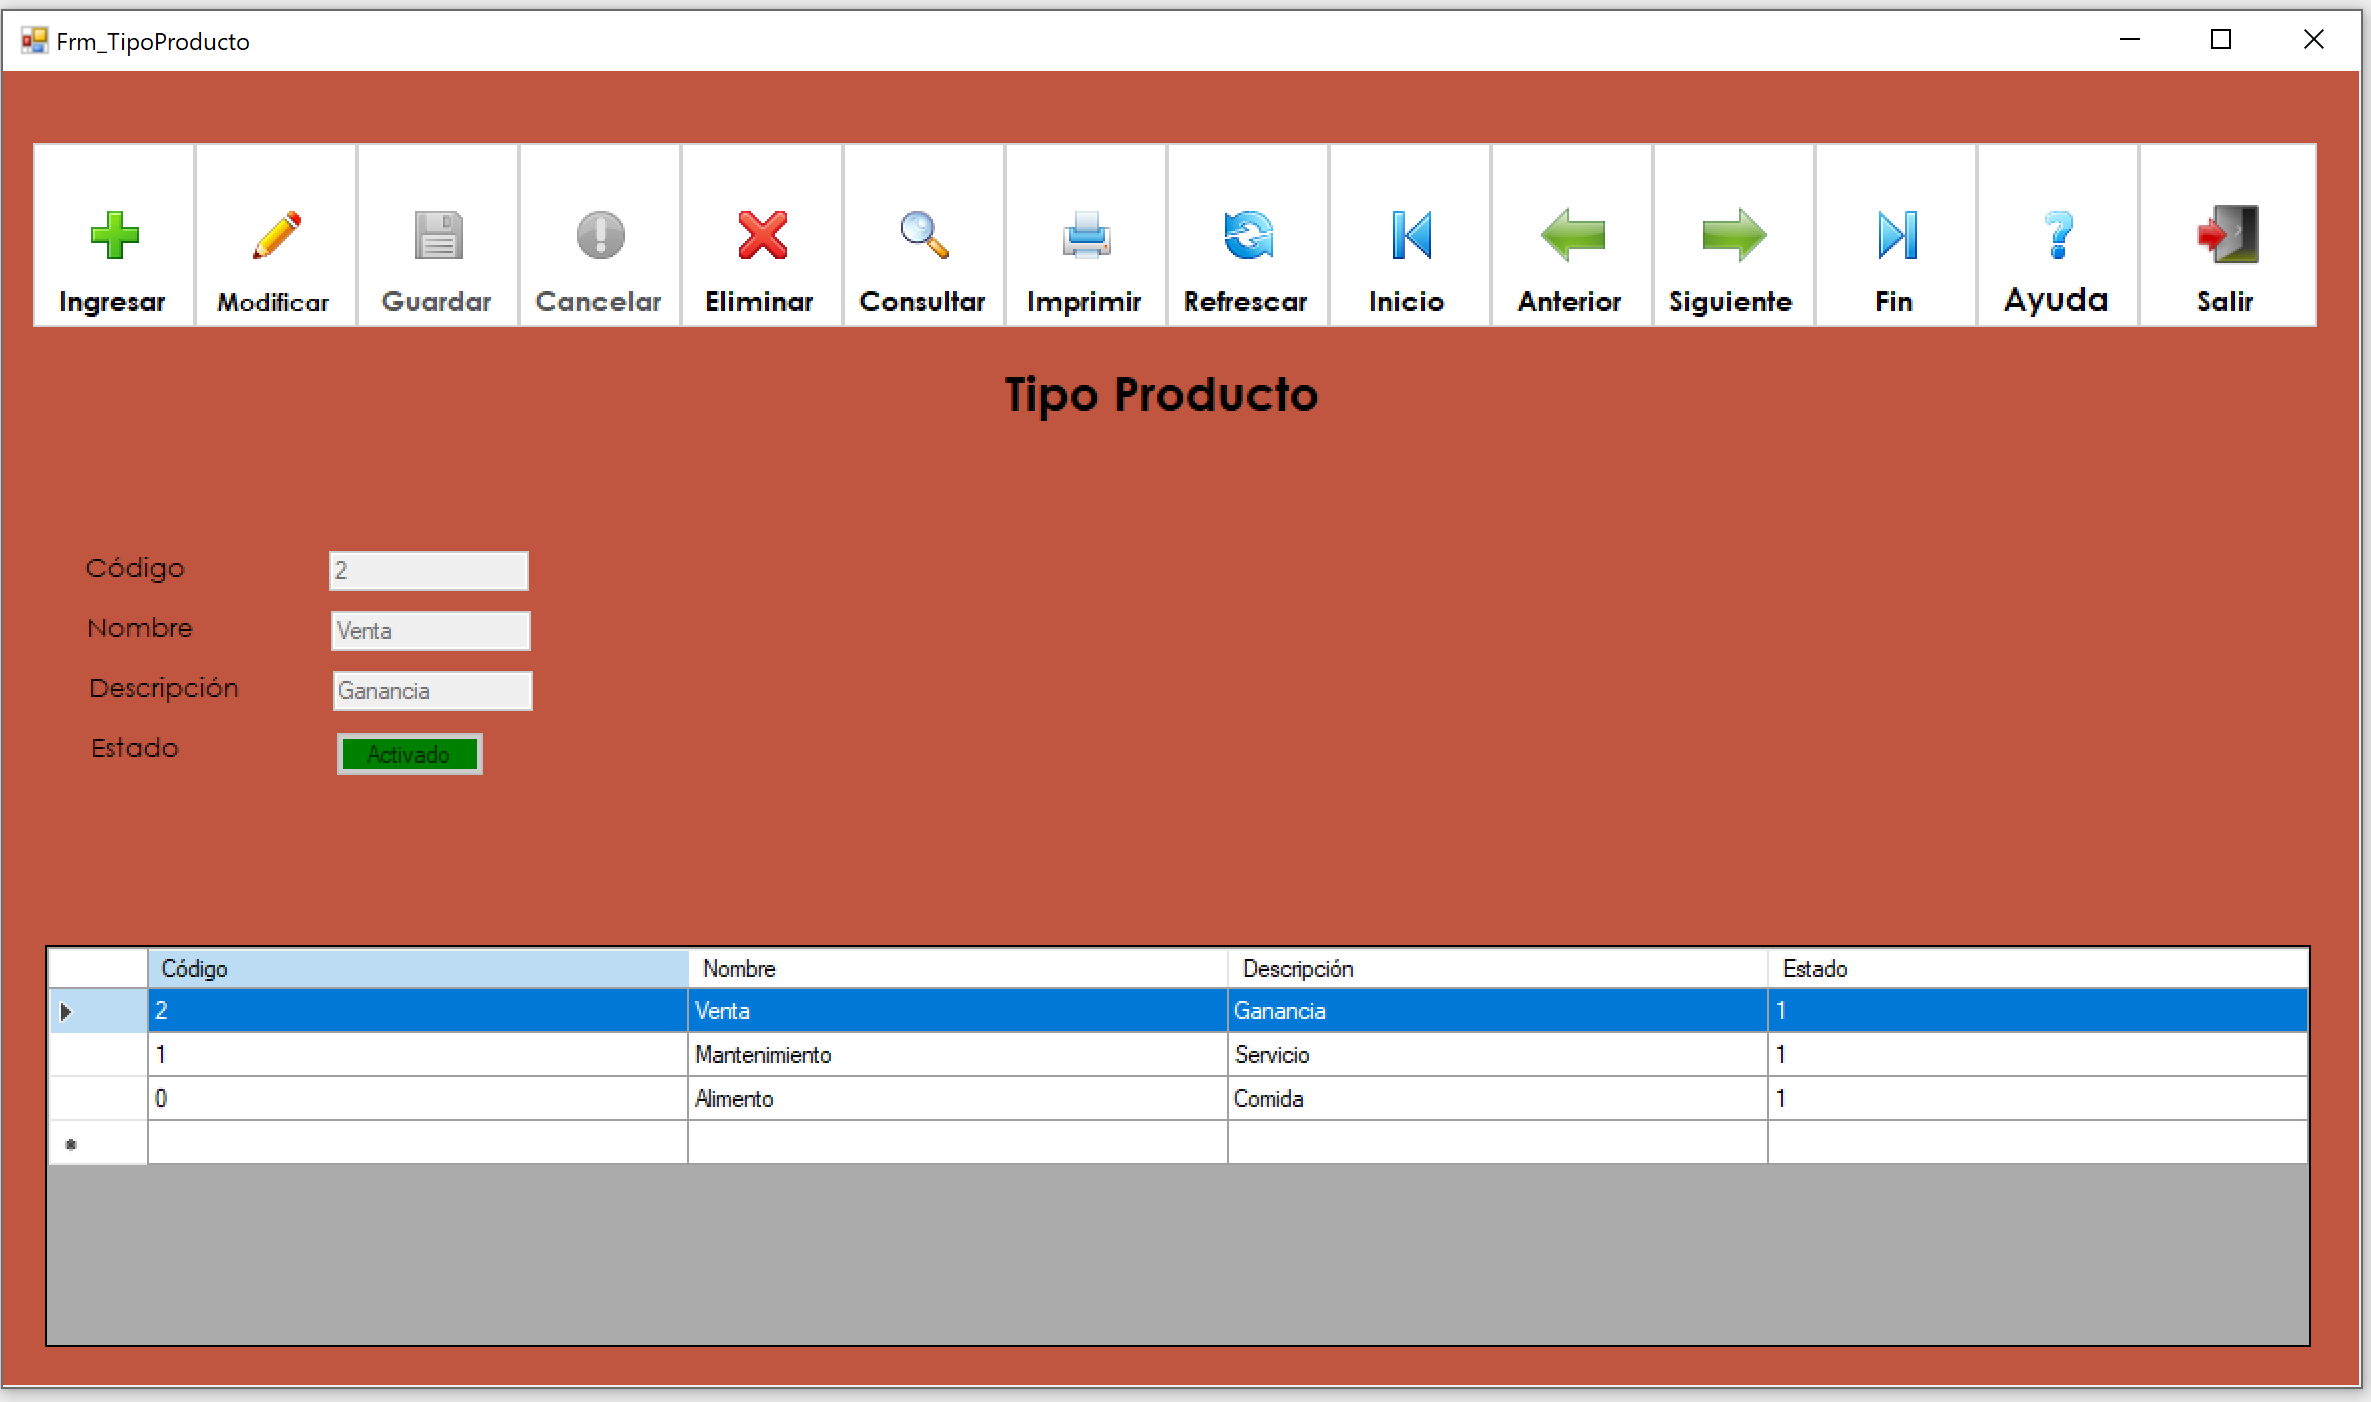 Frm_TipoProducto
Ingresar Modificar Guardar Cancelar Eliminar Consultar Imprimir Refrescar Inicio Anterior Siguiente Fin Ayuda Salir
Tipo Producto
Código 2
Nombre Venta
Descripción Ganancia
Estado Activado
Código Nombre Descripción Estado
2 Venta Ganancia 1
1 Mantenimiento Servicio 1
0 Alimento Comida 1